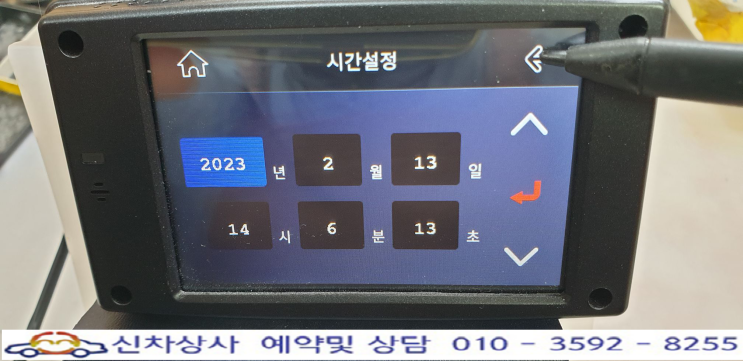 시간설정
2023 년 2 월 13 일
14 시 6 분 13 초
신차상사 예약및 상담 010 - 3592 - 8255